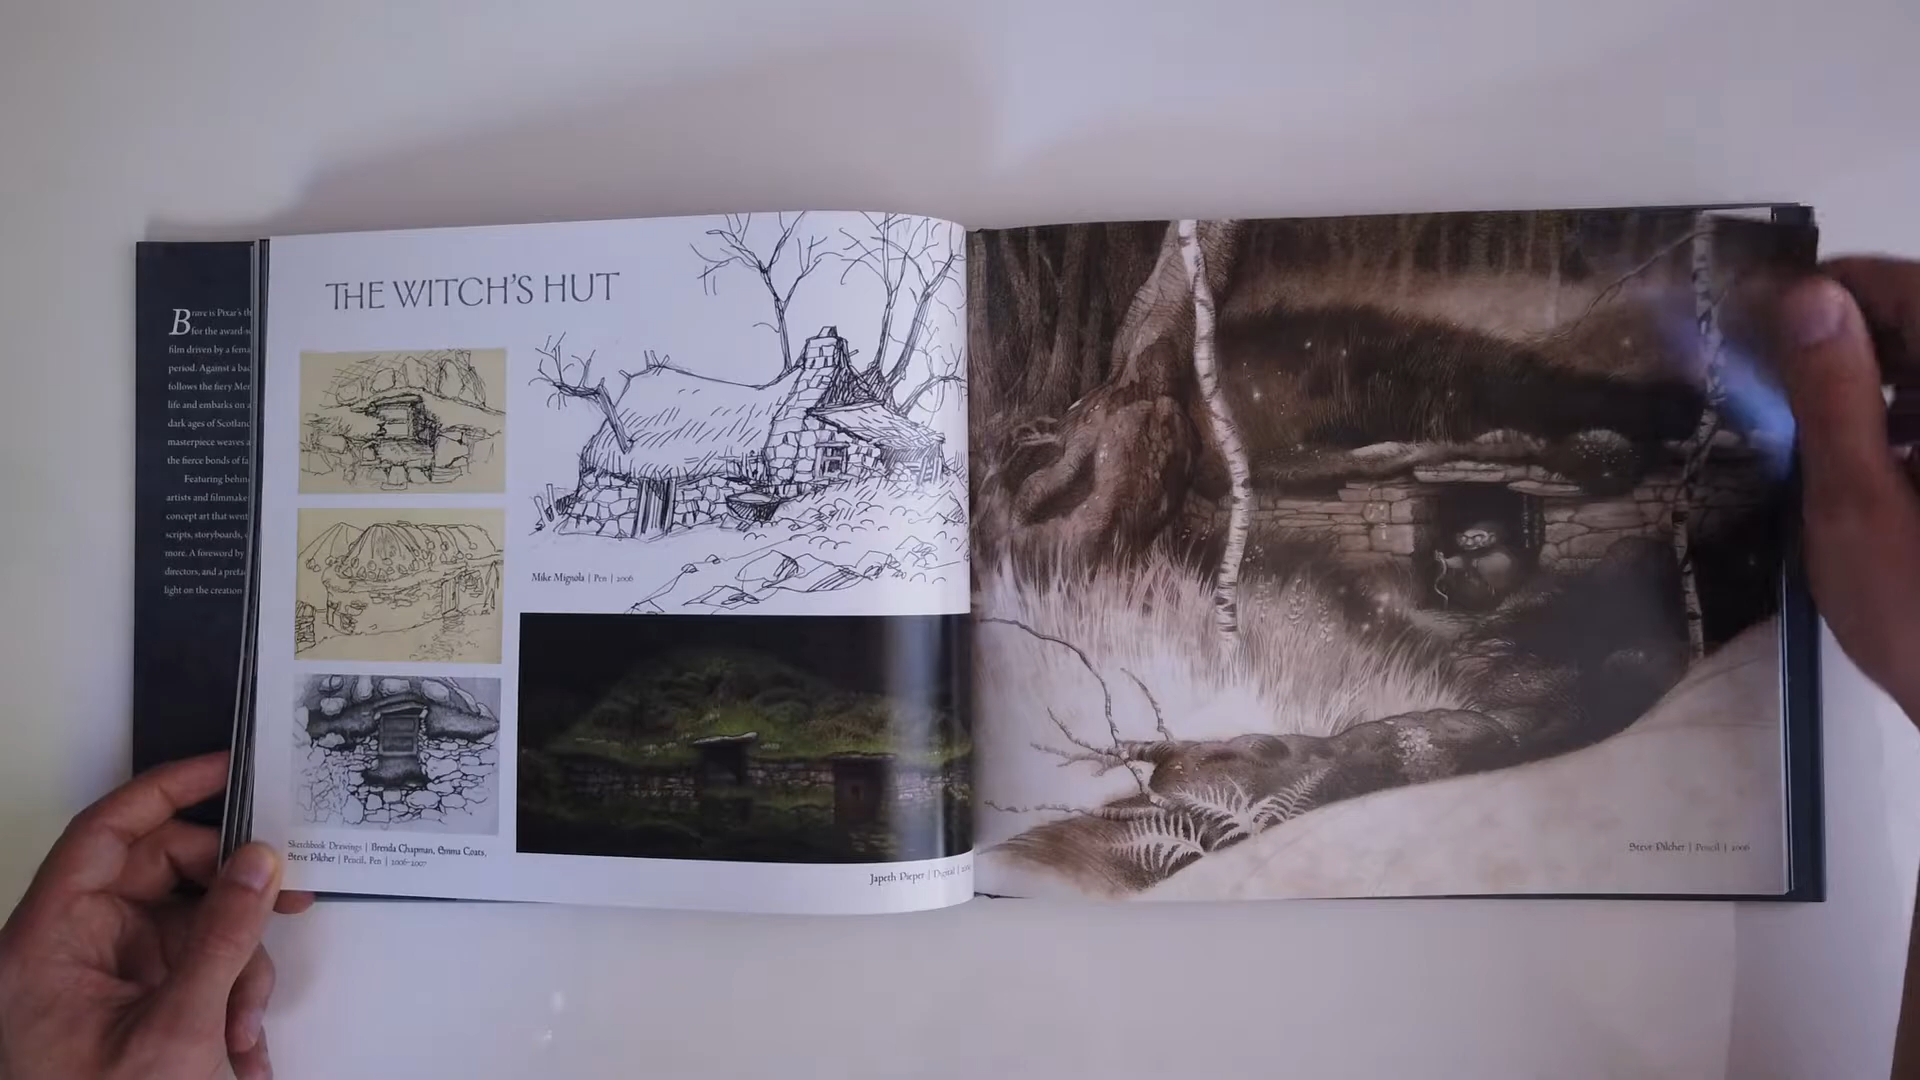 Brave is Pixar's th
for the award-w
film driven by a fema
period. Against a bac
follows the fiery Mer
life and embarks on a
dark ages of Scotland
masterpiece weaves a
the fierce bonds of fa
Featuring behin
artists and filmmake
concept art that went
scripts, storyboards, c
more. A foreword by
directors, and a prefa
light on the creation
THE WITCH'S HUT
Mike Mignola | Pen | 2006
Sketchbook Drawings | Brenda Chapman, Emma Coats,
Steve Pilcher | Pencil, Pen | 2006–2007
Japeth Pieper | Digital |
Steve Pilcher | Pencil | 2006